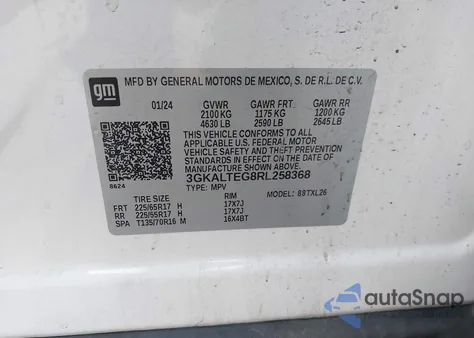 gm
MFD BY GENERAL MOTORS DE MEXICO, S. DE R.L. DE C.V.
01/24 GVWR GAWR FRT: GAWR RR
2100 KG 1175 KG 1200 KG
4630 LB 2590 LB 2645 LB
THIS VEHICLE CONFORMS TO ALL
APPLICABLE U.S. FEDERAL MOTOR
VEHICLE SAFETY, BUMPER, AND THEFT
PREVENTION STANDARDS IN EFFECT ON
THE DATE OF MANUFACTURE SHOWN ABOVE.
3GKALTEG8RL258368
8624 TYPE: MPV MODEL: 88TXL26
TIRE SIZE RIM
FRT 225/65R17 H 17X7J
RR 225/65R17 H 17X7J
SPA T135/70R16 M 16X4BT
autoSnap